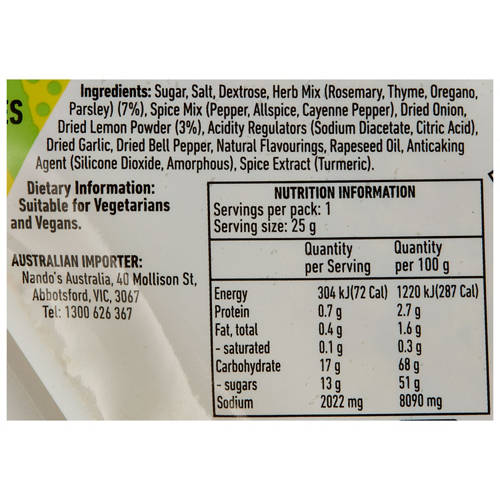 ES
Ingredients: Sugar, Salt, Dextrose, Herb Mix (Rosemary, Thyme, Oregano,
Parsley) (7%), Spice Mix (Pepper, Allspice, Cayenne Pepper), Dried Onion,
Dried Lemon Powder (3%), Acidity Regulators (Sodium Diacetate, Citric Acid),
Dried Garlic, Dried Bell Pepper, Natural Flavourings, Rapeseed Oil, Anticaking
Agent (Silicone Dioxide, Amorphous), Spice Extract (Turmeric).
Dietary Information:
Suitable for Vegetarians
and Vegans.
AUSTRALIAN IMPORTER:
Nando's Australia, 40 Mollison St,
Abbotsford, VIC, 3067
Tel: 1300 626 367
NUTRITION INFORMATION
Servings per pack: 1
Serving size: 25 g
Quantity Quantity
per Serving per 100 g
Energy 304 kJ(72 Cal) 1220 kJ(287 Cal)
Protein 0.7 g 2.7 g
Fat, total 0.4 g 1.6 g
- saturated 0.1 g 0.3 g
Carbohydrate 17 g 68 g
- sugars 13 g 51 g
Sodium 2022 mg 8090 mg